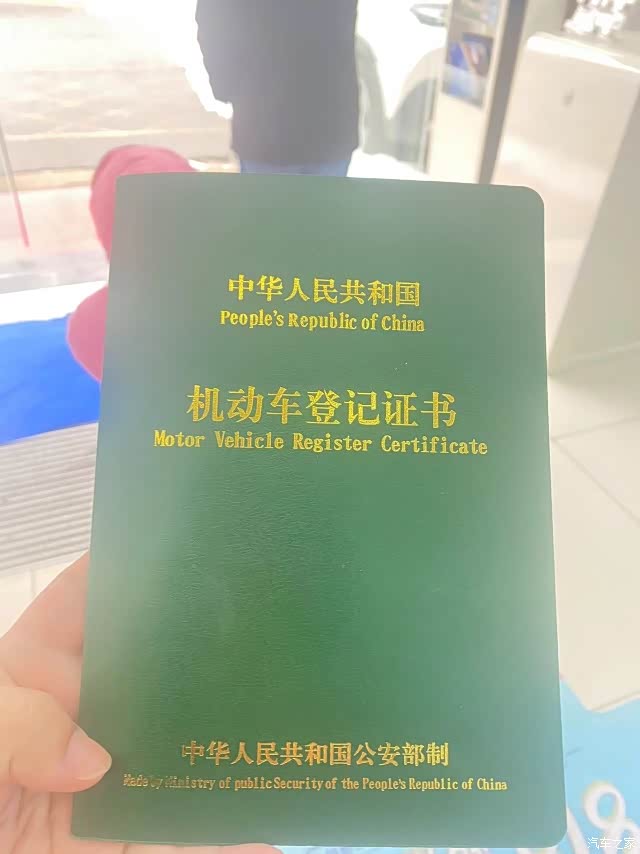 中华人民共和国
People's Republic of China
机动车登记证书
Motor Vehicle Register Certificate
中华人民共和国公安部制
Made by Ministry of public Security of the People's Republic of China
汽车之家